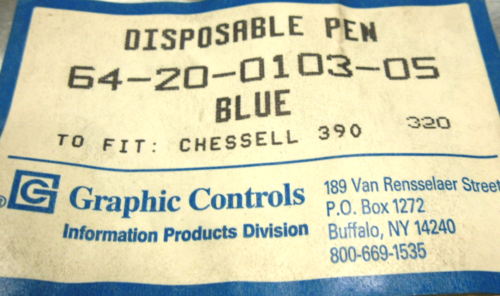 DISPOSABLE PEN
64-20-0103-05
BLUE
TO FIT: CHESSELL 390 320
® G Graphic Controls
Information Products Division
189 Van Rensselaer Street
P.O. Box 1272
Buffalo, NY 14240
800-669-1535